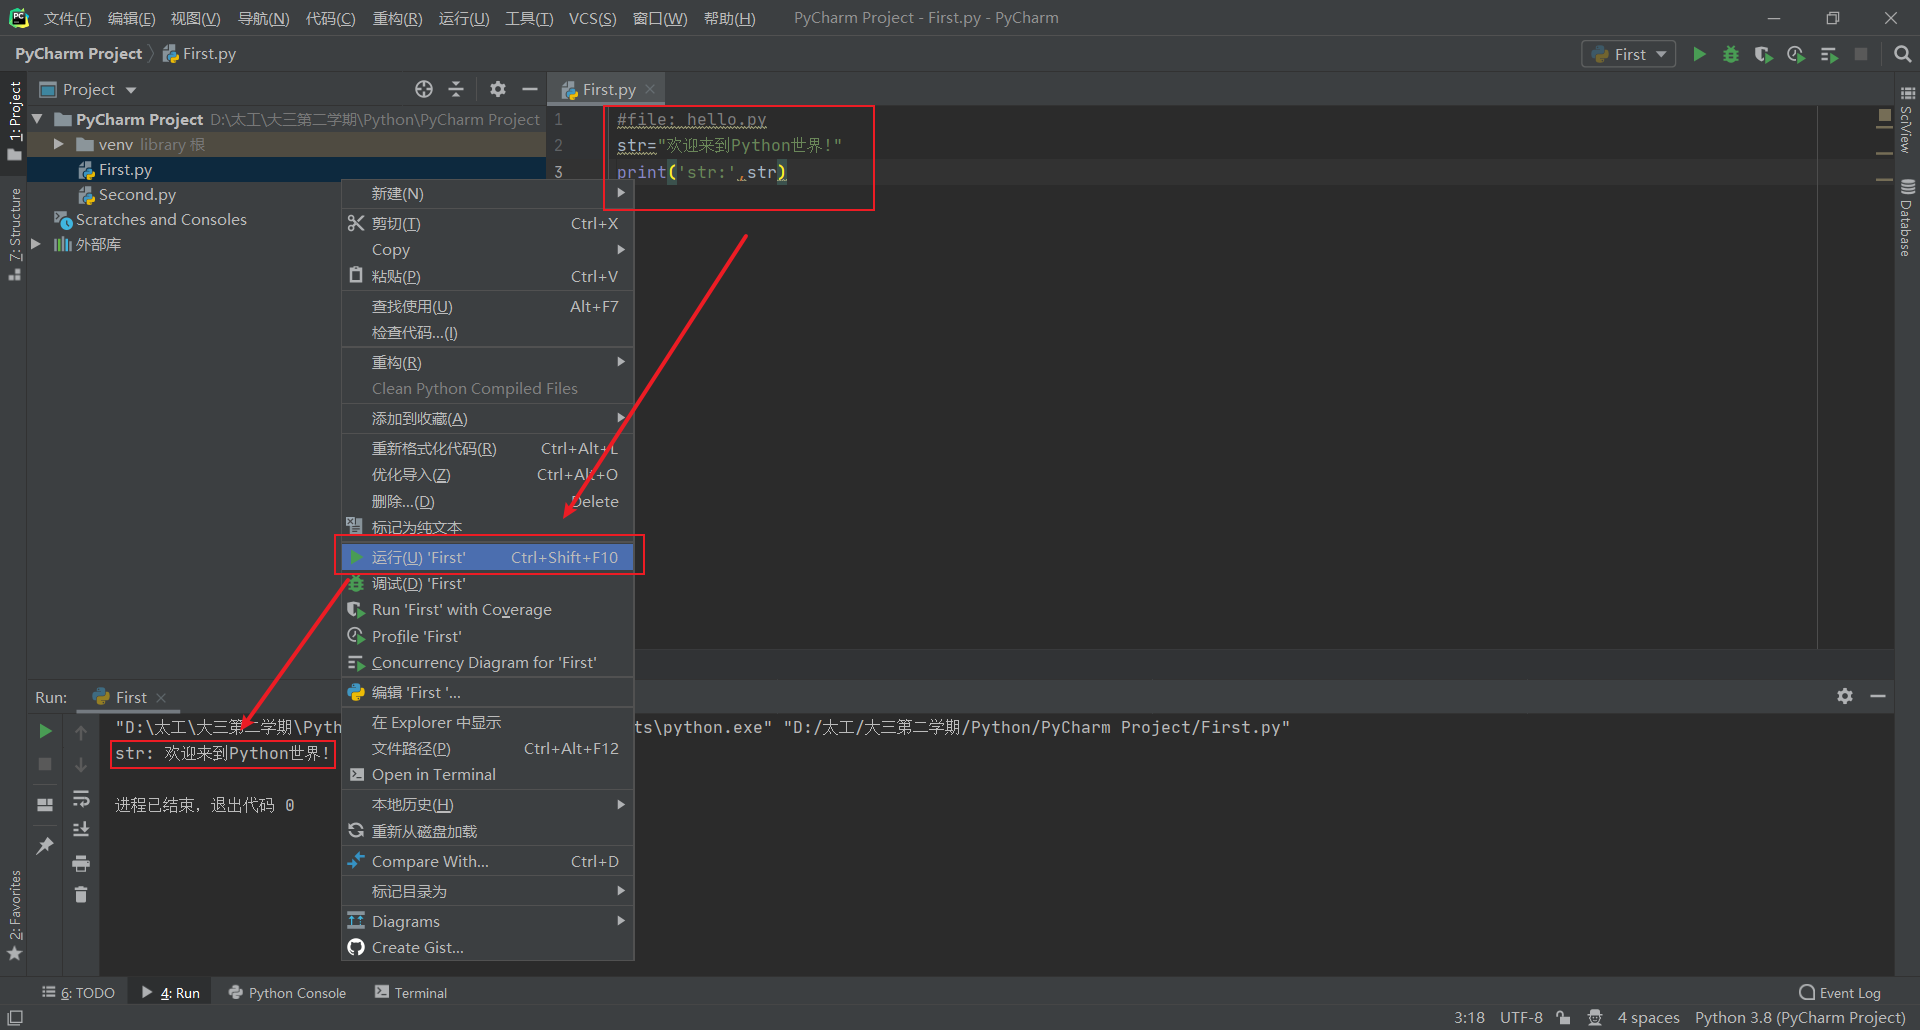 文件(F) 编辑(E) 视图(V) 导航(N) 代码(C) 重构(R) 运行(U) 工具(T) VCS(S) 窗口(W) 帮助(H) PyCharm Project - First.py - PyCharm
PyCharm Project First.py
First
Project
First.py
1: Project
7: Structure
2: Favorites
SciView
Database
PyCharm Project D:\太工\大三第二学期\Python\PyCharm Project
venv library 根
First.py
Second.py
Scratches and Consoles
外部库
1 #file: hello.py
2 str="欢迎来到Python世界!"
3 print('str:',str)
新建(N)
剪切(T) Ctrl+X
Copy
粘贴(P) Ctrl+V
查找使用(U) Alt+F7
检查代码...(I)
重构(R)
Clean Python Compiled Files
添加到收藏(A)
重新格式化代码(R) Ctrl+Alt+L
优化导入(Z) Ctrl+Alt+O
删除...(D) Delete
标记为纯文本
运行(U) 'First' Ctrl+Shift+F10
调试(D) 'First'
Run 'First' with Coverage
Profile 'First'
Concurrency Diagram for 'First'
编辑 'First '...
在 Explorer 中显示
文件路径(P) Ctrl+Alt+F12
Open in Terminal
本地历史(H)
重新从磁盘加载
Compare With... Ctrl+D
标记目录为
Diagrams
Create Gist...
Run: First
"D:\太工\大三第二学期\Pyth ts\python.exe" "D:/太工/大三第二学期/Python/PyCharm Project/First.py"
str: 欢迎来到Python世界!
进程已结束，退出代码 0
6: TODO 4: Run Python Console Terminal Event Log
3:18 UTF-8 4 spaces Python 3.8 (PyCharm Project)